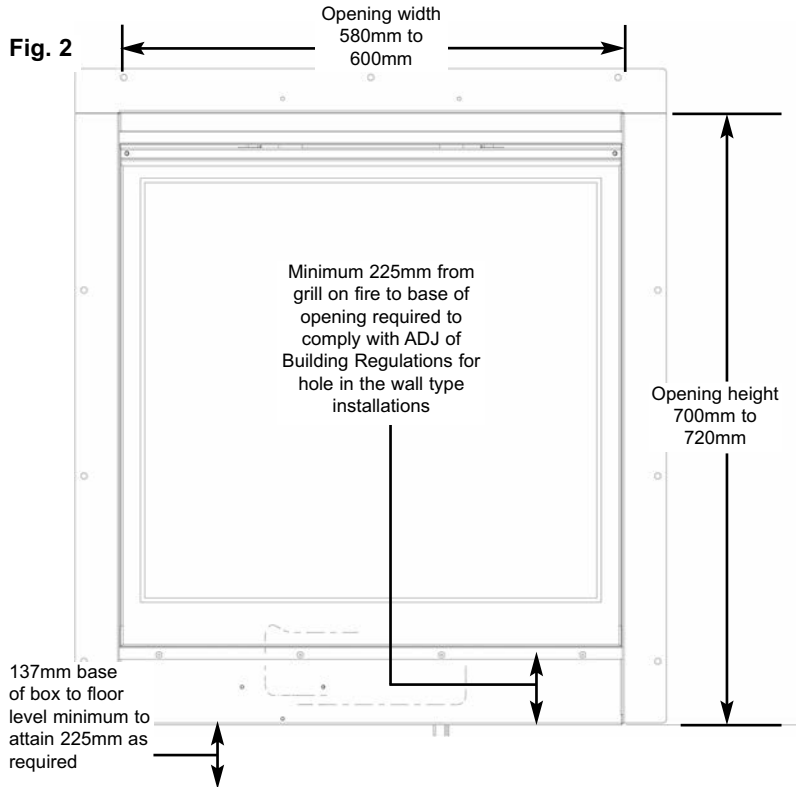 Fig. 2
Opening width
580mm to
600mm
Minimum 225mm from
grill on fire to base of
opening required to
comply with ADJ of
Building Regulations for
hole in the wall type
installations
Opening height
700mm to
720mm
137mm base
of box to floor
level minimum to
attain 225mm as
required